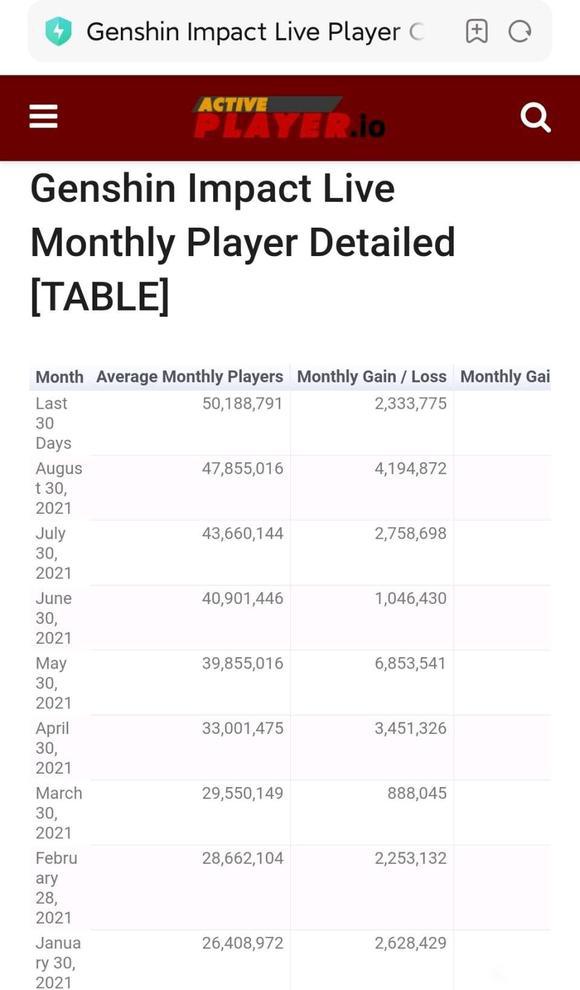 Genshin Impact Live Player C
ACTIVE
PLAYER.io
Genshin Impact Live
Monthly Player Detailed
[TABLE]
Month Average Monthly Players Monthly Gain / Loss Monthly Gai
Last 50,188,791 2,333,775
30
Days
Augus 47,855,016 4,194,872
t 30,
2021
July 43,660,144 2,758,698
30,
2021
June 40,901,446 1,046,430
30,
2021
May 39,855,016 6,853,541
30,
2021
April 33,001,475 3,451,326
30,
2021
March 29,550,149 888,045
30,
2021
Febru 28,662,104 2,253,132
ary
28,
2021
Janua 26,408,972 2,628,429
ry 30,
2021